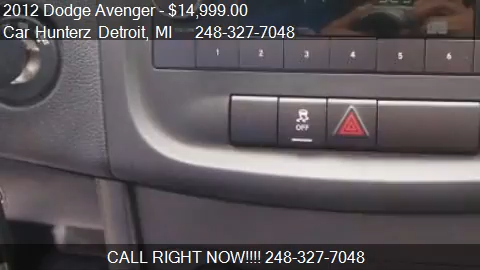 2012 Dodge Avenger - $14,999.00
Car Hunterz Detroit, MI 248-327-7048
1 2 3 4 5 6
OFF
CALL RIGHT NOW!!!! 248-327-7048